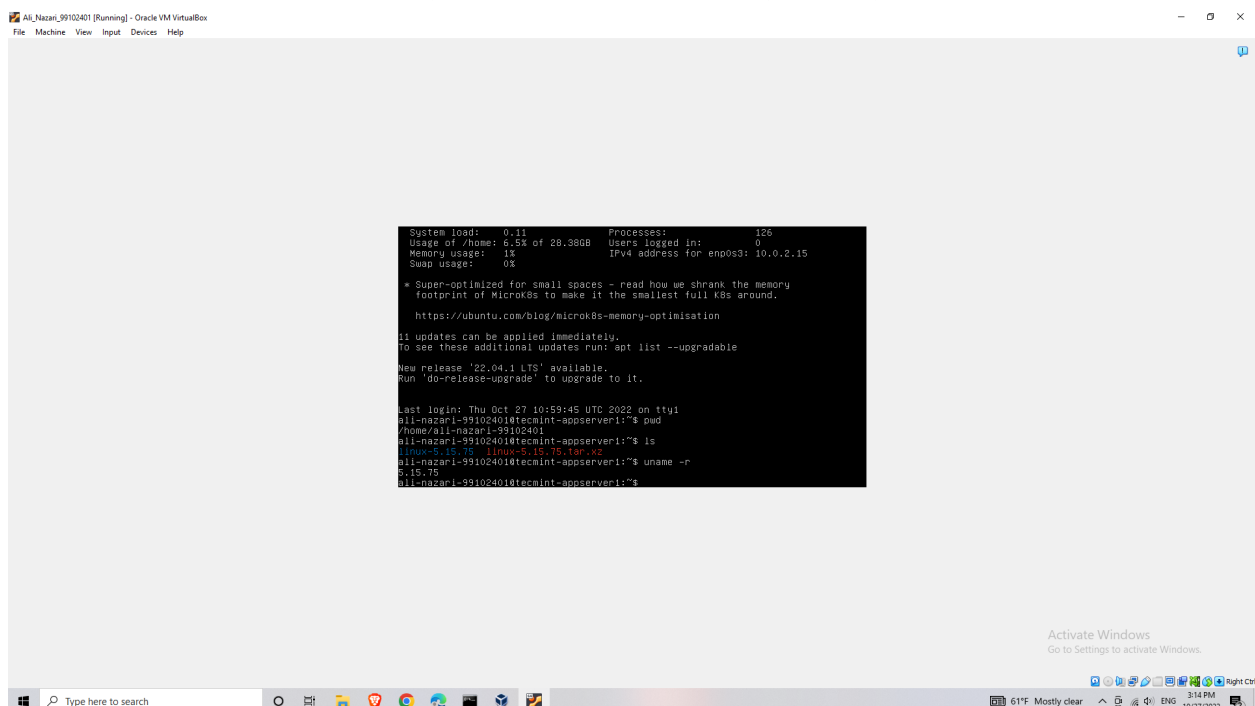 Ali_Nazari_99102401 [Running] - Oracle VM VirtualBox
File Machine View Input Devices Help
System load: 0.11 Processes: 126
Usage of /home: 6.5% of 28.38GB Users logged in: 0
Memory usage: 1% IPv4 address for enp0s3: 10.0.2.15
Swap usage: 0%
* Super-optimized for small spaces - read how we shrank the memory
footprint of MicroK8s to make it the smallest full K8s around.
https://ubuntu.com/blog/microk8s-memory-optimisation
11 updates can be applied immediately.
To see these additional updates run: apt list --upgradable
New release '22.04.1 LTS' available.
Run 'do-release-upgrade' to upgrade to it.
Last login: Thu Oct 27 10:59:45 UTC 2022 on tty1
ali-nazari-99102401@tecmint-appserver1:~$ pwd
/home/ali-nazari-99102401
ali-nazari-99102401@tecmint-appserver1:~$ ls
linux-5.15.75 linux-5.15.75.tar.xz
ali-nazari-99102401@tecmint-appserver1:~$ uname -r
5.15.75
ali-nazari-99102401@tecmint-appserver1:~$
Activate Windows
Go to Settings to activate Windows.
Right Ctrl
Type here to search
61°F Mostly clear
ENG
3:14 PM
10/27/2022